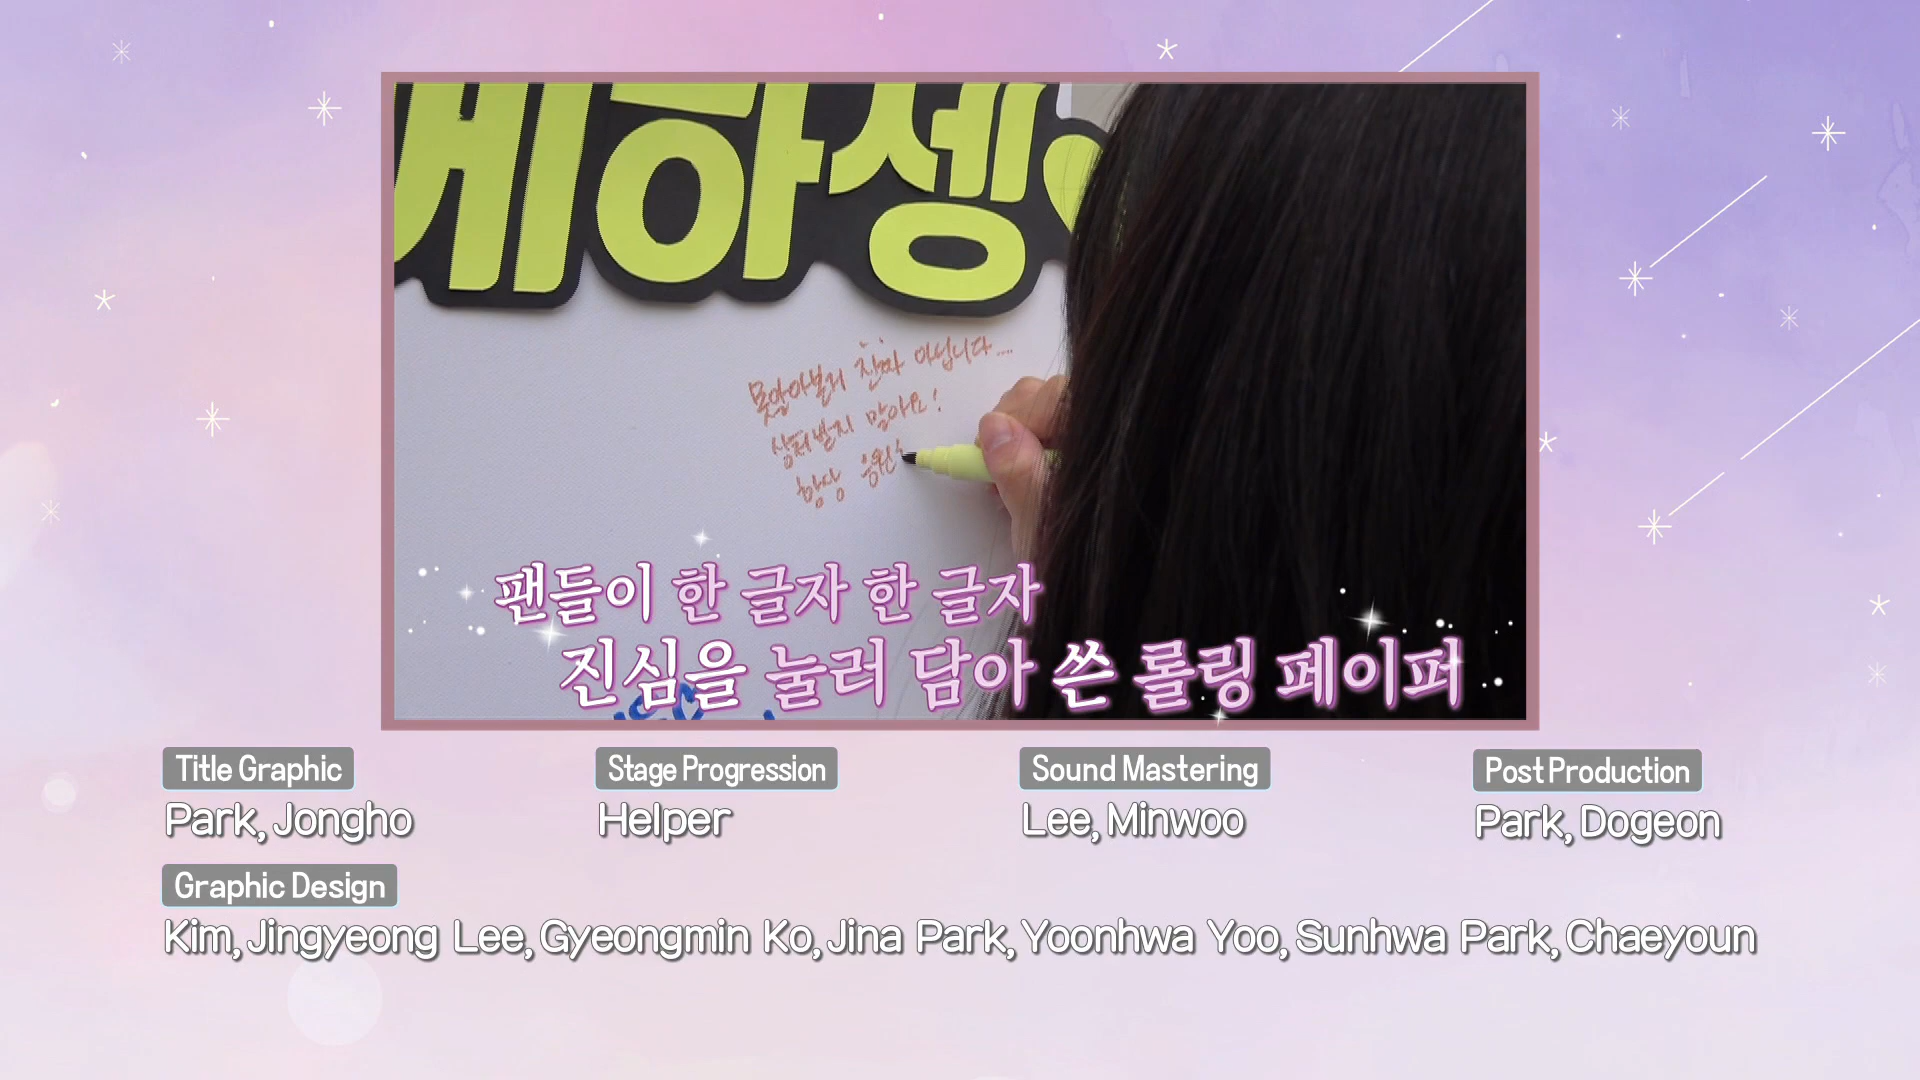 게하셍
못알아볼거 진짜 아닙니다....
상처받지 말아요!
항상 응원
팬들이 한 글자 한 글자
진심을 눌러 담아 쓴 롤링 페이퍼
Title Graphic
Park, Jongho
Stage Progression
Helper
Sound Mastering
Lee, Minwoo
Post Production
Park, Dogeon
Graphic Design
Kim, Jingyeong Lee, Gyeongmin Ko, Jina Park, Yoonhwa Yoo, Sunhwa Park, Chaeyoun